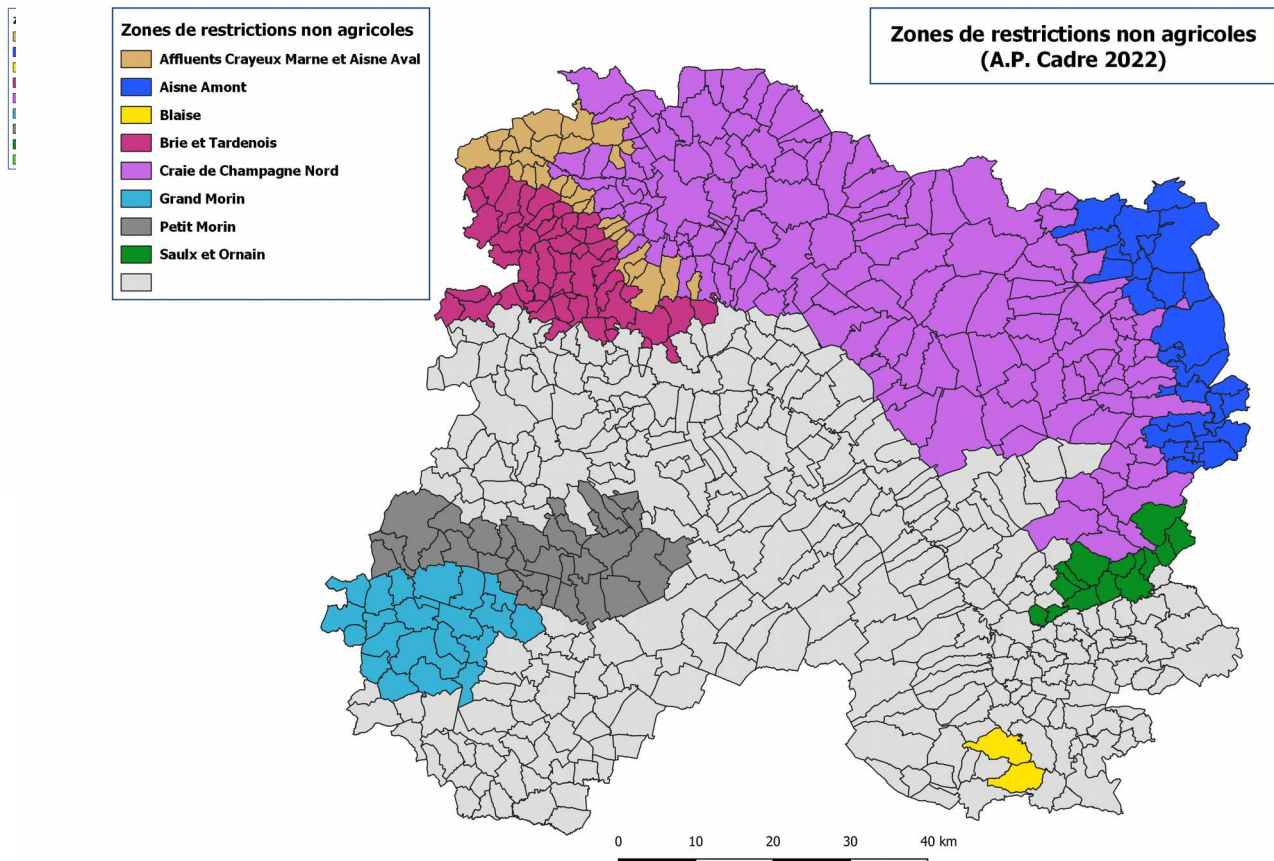 Zones de restrictions non agricoles
Affluents Crayeux Marne et Aisne Aval
Aisne Amont
Blaise
Brie et Tardenois
Craie de Champagne Nord
Grand Morin
Petit Morin
Saulx et Ornain
Zones de restrictions non agricoles
(A.P. Cadre 2022)
0 10 20 30 40 km